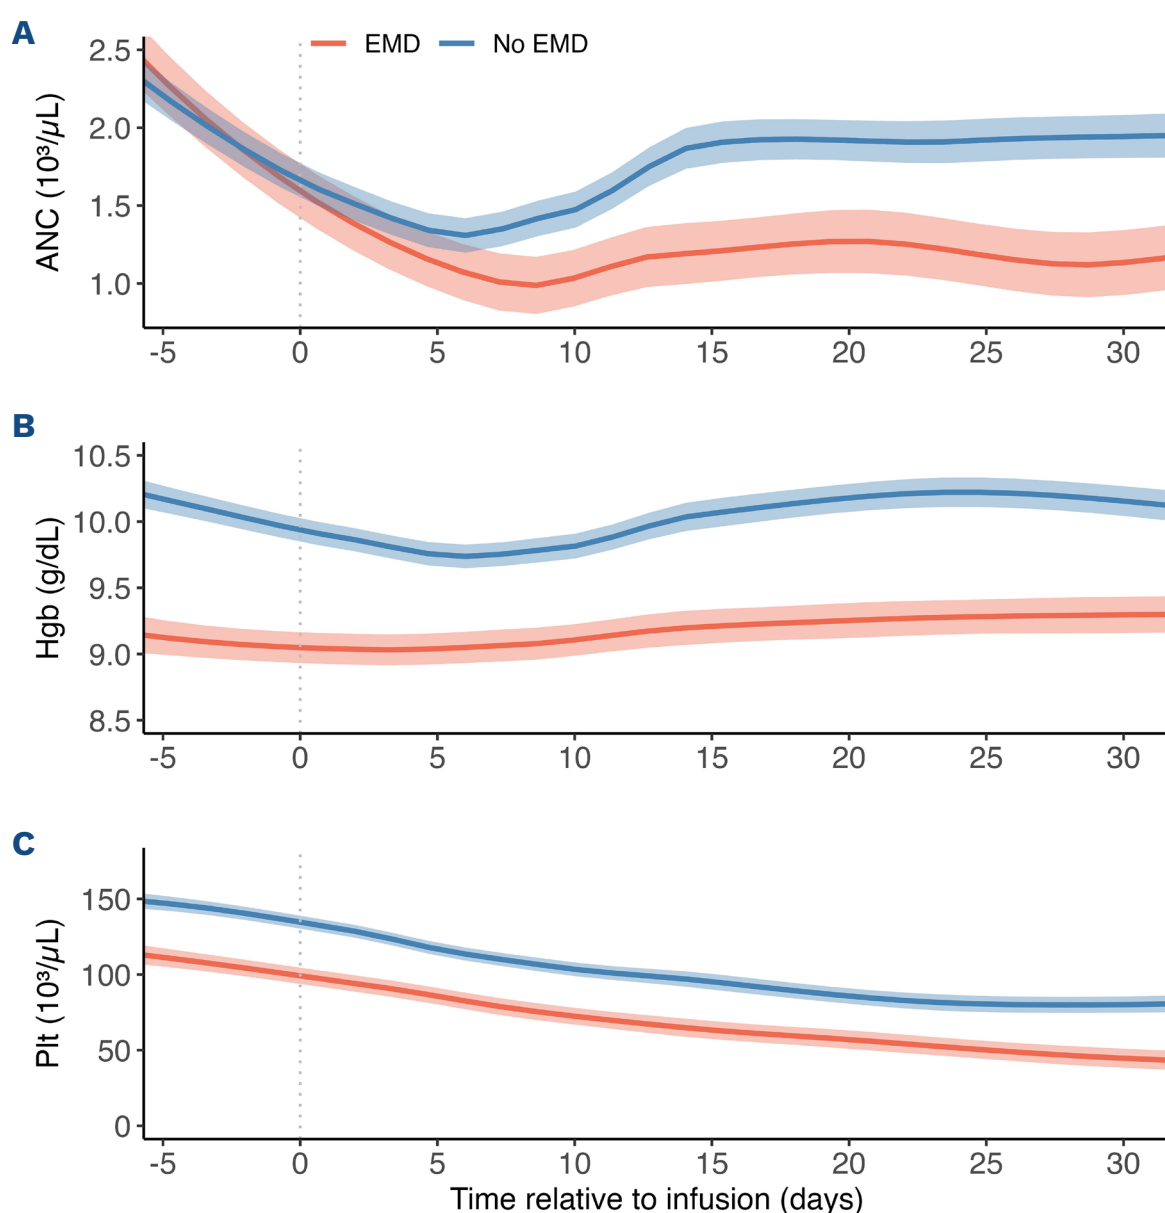 A
EMD No EMD
ANC (10³/μL)
2.5
2.0
1.5
1.0
-5 0 5 10 15 20 25 30
B
Hgb (g/dL)
10.5
10.0
9.5
9.0
8.5
-5 0 5 10 15 20 25 30
C
Plt (10³/μL)
150
100
50
0
-5 0 5 10 15 20 25 30
Time relative to infusion (days)